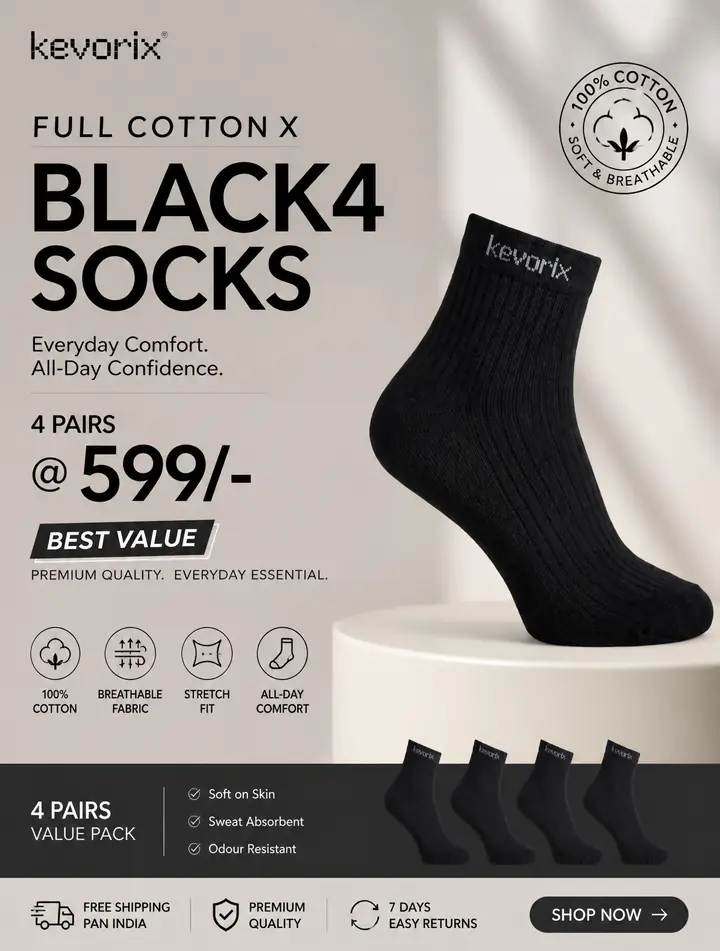 kevorix®
100% COTTON
SOFT & BREATHABLE
FULL COTTON X
BLACK4
SOCKS
kevorix
Everyday Comfort.
All-Day Confidence.
4 PAIRS
@ 599/-
BEST VALUE
PREMIUM QUALITY. EVERYDAY ESSENTIAL.
100%
COTTON
BREATHABLE
FABRIC
STRETCH
FIT
ALL-DAY
COMFORT
kevorix
kevorix
kevorix
kevorix
4 PAIRS
VALUE PACK
Soft on Skin
Sweat Absorbent
Odour Resistant
FREE SHIPPING
PAN INDIA
PREMIUM
QUALITY
7 DAYS
EASY RETURNS
SHOP NOW →